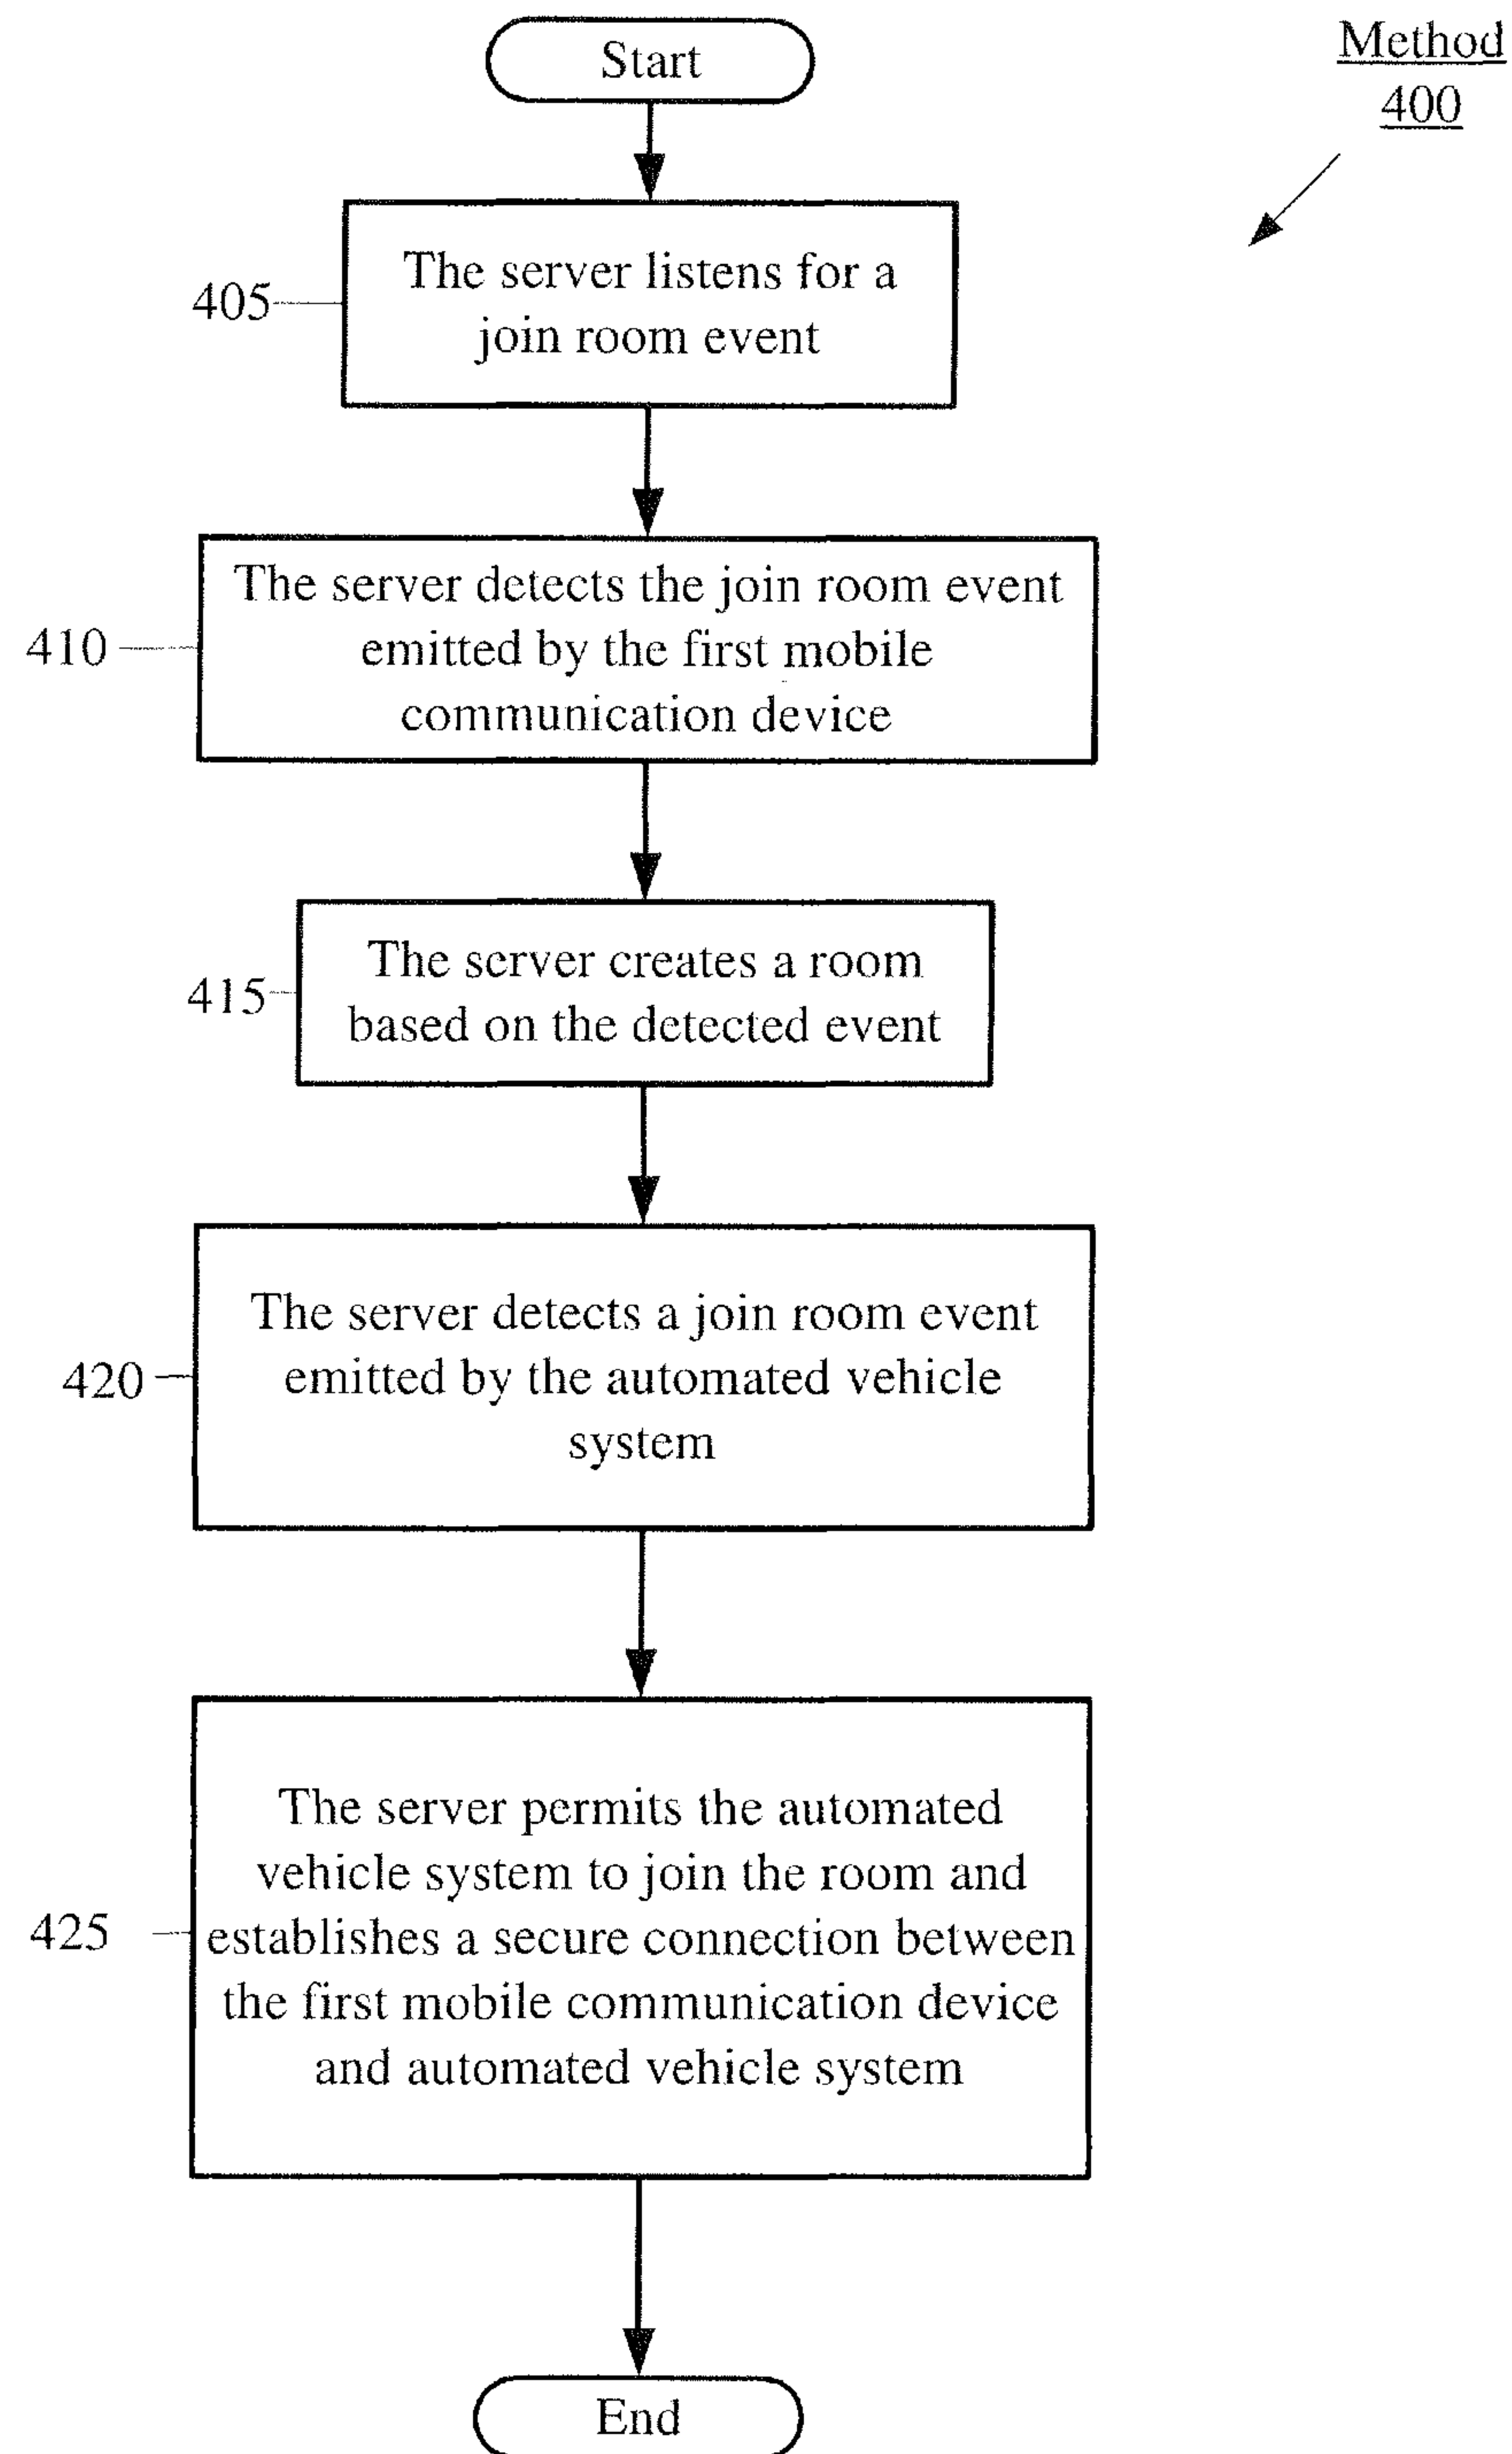 Start
Method
400
405
The server listens for a
join room event
410
The server detects the join room event
emitted by the first mobile
communication device
415
The server creates a room
based on the detected event
420
The server detects a join room event
emitted by the automated vehicle
system
425
The server permits the automated
vehicle system to join the room and
establishes a secure connection between
the first mobile communication device
and automated vehicle system
End